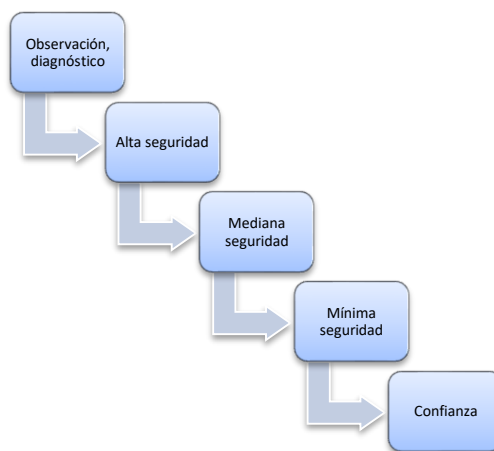 Observación,
diagnóstico
Alta seguridad
Mediana
seguridad
Mínima
seguridad
Confianza